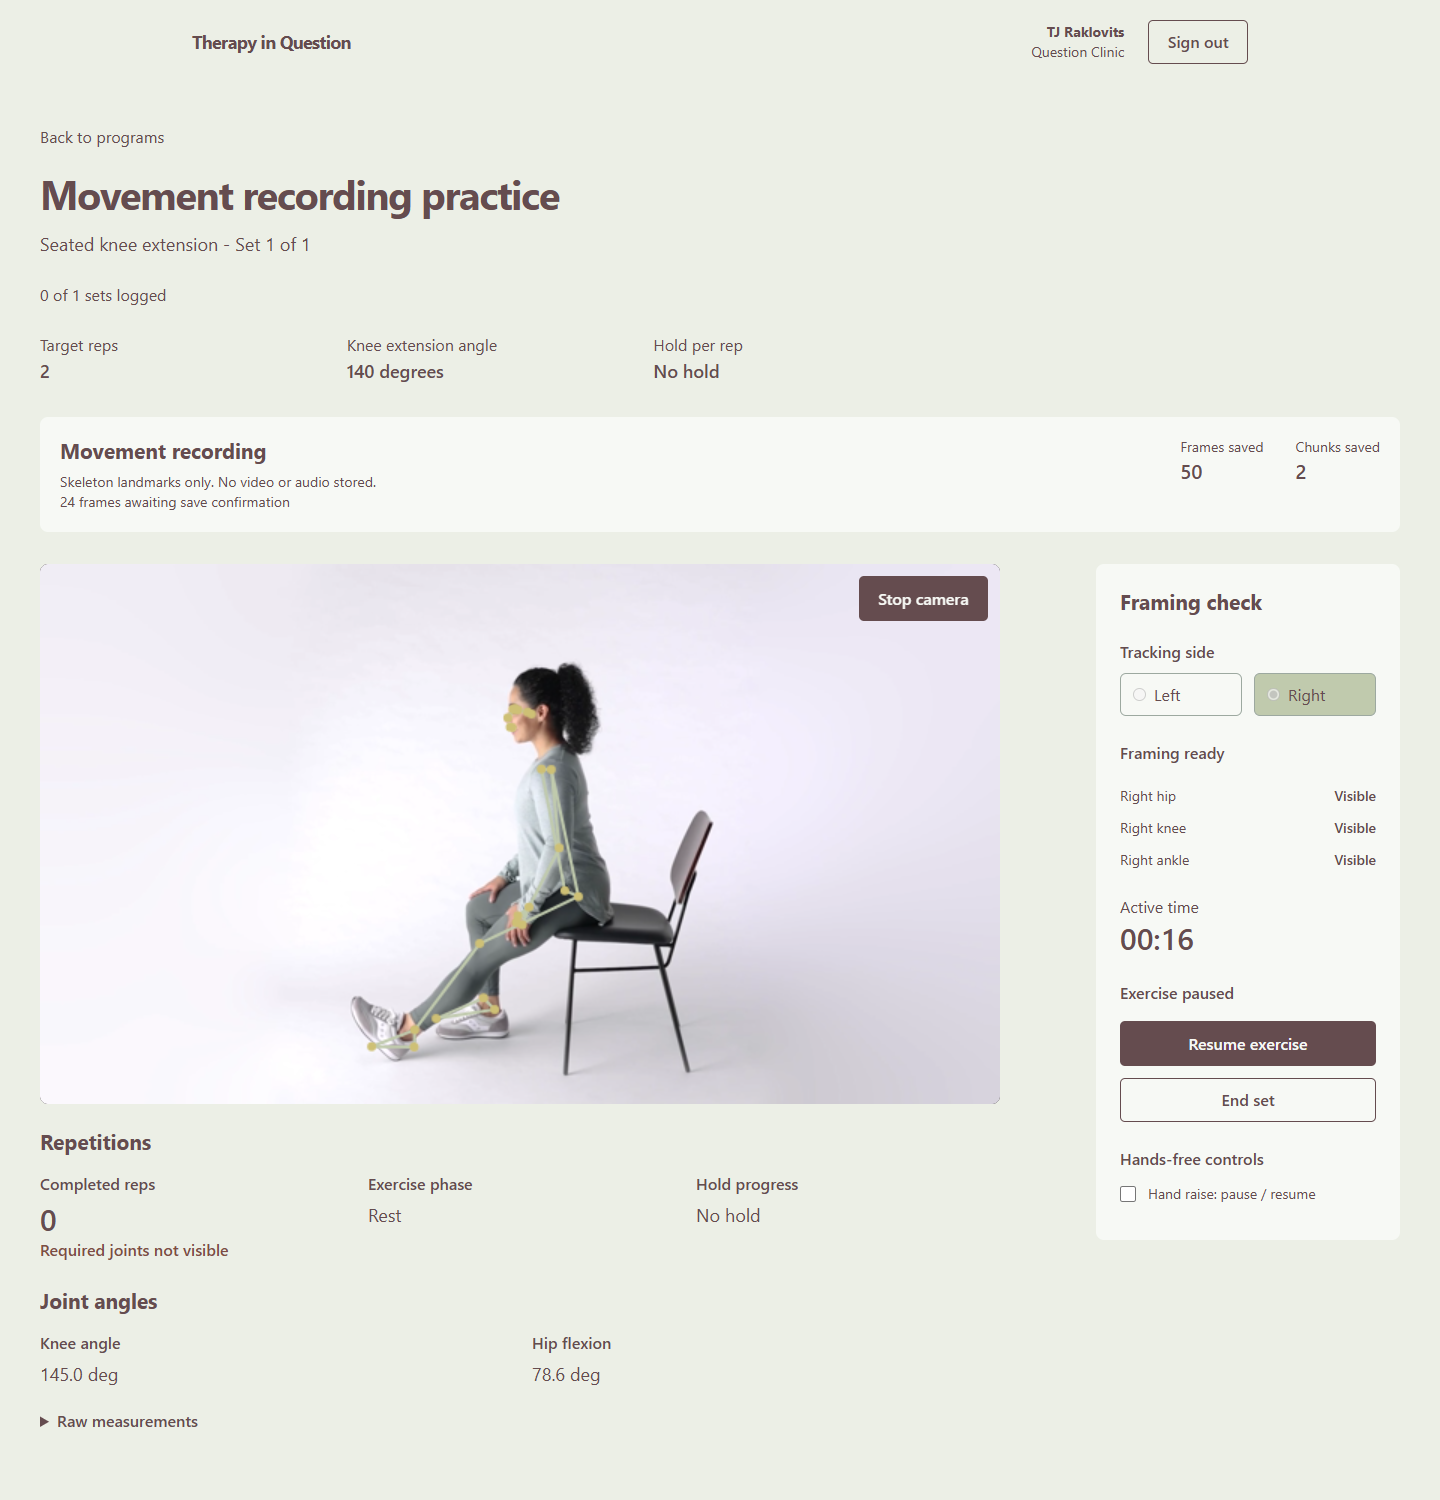 Therapy in Question
TJ Raklovits
Question Clinic
Sign out
Back to programs
Movement recording practice
Seated knee extension - Set 1 of 1
0 of 1 sets logged
Target reps
2
Knee extension angle
140 degrees
Hold per rep
No hold
Movement recording
Skeleton landmarks only. No video or audio stored.
24 frames awaiting save confirmation
Frames saved
50
Chunks saved
2
Stop camera
Framing check
Tracking side
Left
Right
Framing ready
Right hip Visible
Right knee Visible
Right ankle Visible
Active time
00:16
Exercise paused
Resume exercise
End set
Hands-free controls
Hand raise: pause / resume
Repetitions
Completed reps
0
Required joints not visible
Exercise phase
Rest
Hold progress
No hold
Joint angles
Knee angle
145.0 deg
Hip flexion
78.6 deg
Raw measurements